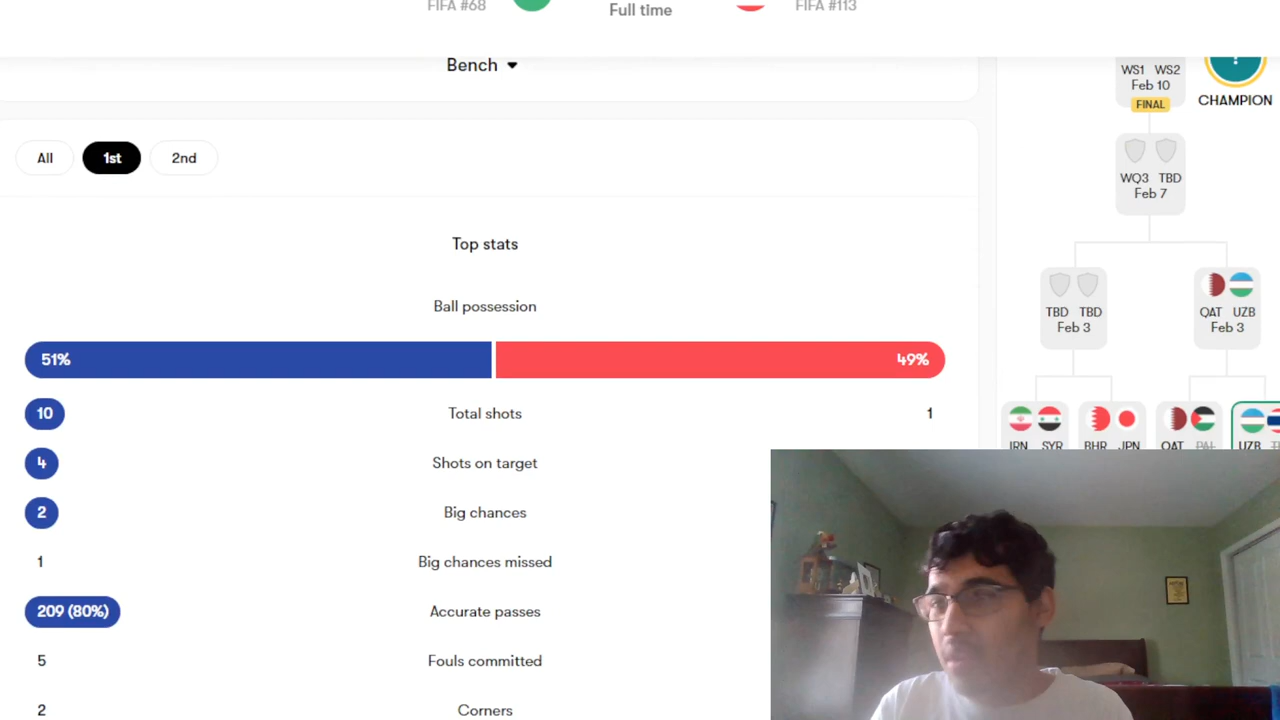 FIFA #68
Full time
FIFA #113
Bench
WS1 WS2
Feb 10
FINAL
CHAMPION
All
1st
2nd
WQ3 TBD
Feb 7
Top stats
Ball possession
51%
49%
TBD TBD
Feb 3
QAT UZB
Feb 3
10
Total shots
1
IRN SYR
BHR JPN
QAT PAL
UZB
4
Shots on target
2
Big chances
1
Big chances missed
209 (80%)
Accurate passes
5
Fouls committed
2
Corners